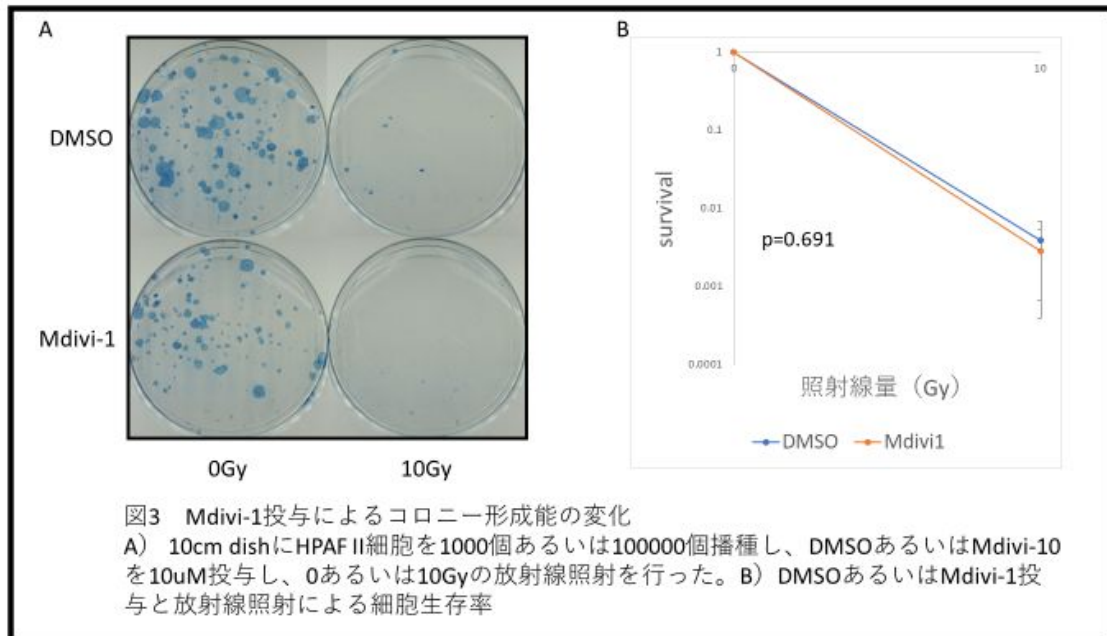 A
DMSO
Mdivi-1
0Gy
10Gy
B
1
0
10
0.1
0.01
0.001
0.0001
survival
p=0.691
照射線量（Gy）
DMSO
Mdivi1
図3　Mdivi-1投与によるコロニー形成能の変化
A） 10cm dishにHPAF II細胞を1000個あるいは100000個播種し、DMSOあるいはMdivi-10
を10uM投与し、0あるいは10Gyの放射線照射を行った。B）DMSOあるいはMdivi-1投
与と放射線照射による細胞生存率